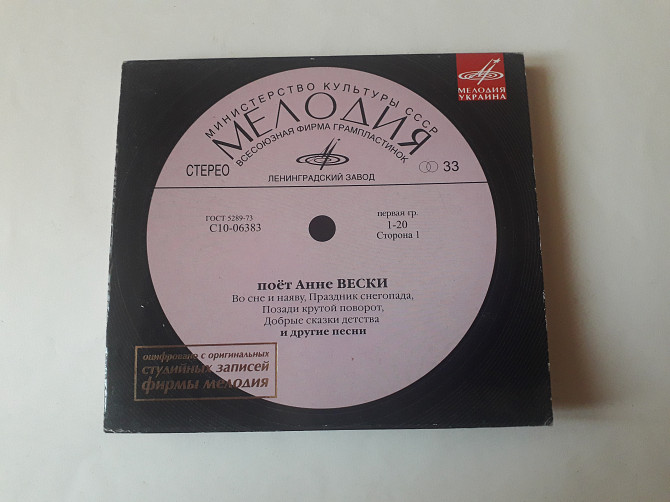 МИНИСТЕРСТВО КУЛЬТУРЫ СССР
МЕЛОДИЯ
ВСЕСОЮЗНАЯ ФИРМА ГРАМПЛАСТИНОК
МЕЛОДИЯ
УКРАИНА
СТЕРЕО
33
ЛЕНИНГРАДСКИЙ ЗАВОД
ГОСТ 5289-73
С10-06383
первая гр.
1-20
Сторона 1
поёт Анне ВЕСКИ
Во сне и наяву, Праздник снегопада,
Позади крутой поворот,
Добрые сказки детства
и другие песни
оцифровано с оригинальных
студийных записей
фирмы мелодия